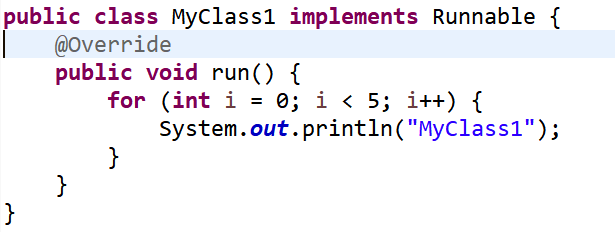 public class MyClass1 implements Runnable {
    @Override
    public void run() {
        for (int i = 0; i < 5; i++) {
            System.out.println("MyClass1");
        }
    }
}